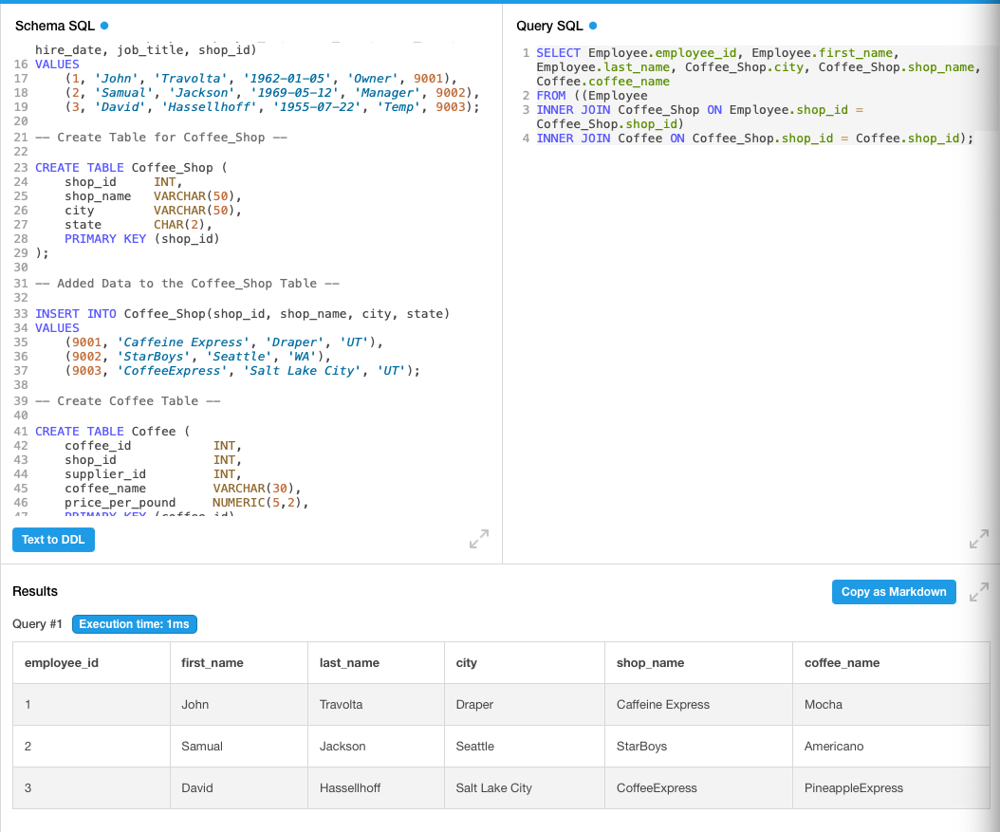 Schema SQL
hire_date, job_title, shop_id)
16 VALUES
17     (1, 'John', 'Travolta', '1962-01-05', 'Owner', 9001),
18     (2, 'Samual', 'Jackson', '1969-05-12', 'Manager', 9002),
19     (3, 'David', 'Hassellhoff', '1955-07-22', 'Temp', 9003);
20
21 -- Create Table for Coffee_Shop --
22
23 CREATE TABLE Coffee_Shop (
24     shop_id     INT,
25     shop_name   VARCHAR(50),
26     city        VARCHAR(50),
27     state       CHAR(2),
28     PRIMARY KEY (shop_id)
29 );
30
31 -- Added Data to the Coffee_Shop Table --
32
33 INSERT INTO Coffee_Shop(shop_id, shop_name, city, state)
34 VALUES
35     (9001, 'Caffeine Express', 'Draper', 'UT'),
36     (9002, 'StarBoys', 'Seattle', 'WA'),
37     (9003, 'CoffeeExpress', 'Salt Lake City', 'UT');
38
39 -- Create Coffee Table --
40
41 CREATE TABLE Coffee (
42     coffee_id           INT,
43     shop_id             INT,
44     supplier_id         INT,
45     coffee_name         VARCHAR(30),
46     price_per_pound     NUMERIC(5,2),
47     PRIMARY KEY (coffee_id)
Text to DDL
Query SQL
1 SELECT Employee.employee_id, Employee.first_name,
Employee.last_name, Coffee_Shop.city, Coffee_Shop.shop_name,
Coffee.coffee_name
2 FROM ((Employee
3 INNER JOIN Coffee_Shop ON Employee.shop_id =
Coffee_Shop.shop_id)
4 INNER JOIN Coffee ON Coffee_Shop.shop_id = Coffee.shop_id);
Results
Copy as Markdown
Query #1 Execution time: 1ms
employee_id first_name last_name city shop_name coffee_name
1 John Travolta Draper Caffeine Express Mocha
2 Samual Jackson Seattle StarBoys Americano
3 David Hassellhoff Salt Lake City CoffeeExpress PineappleExpress